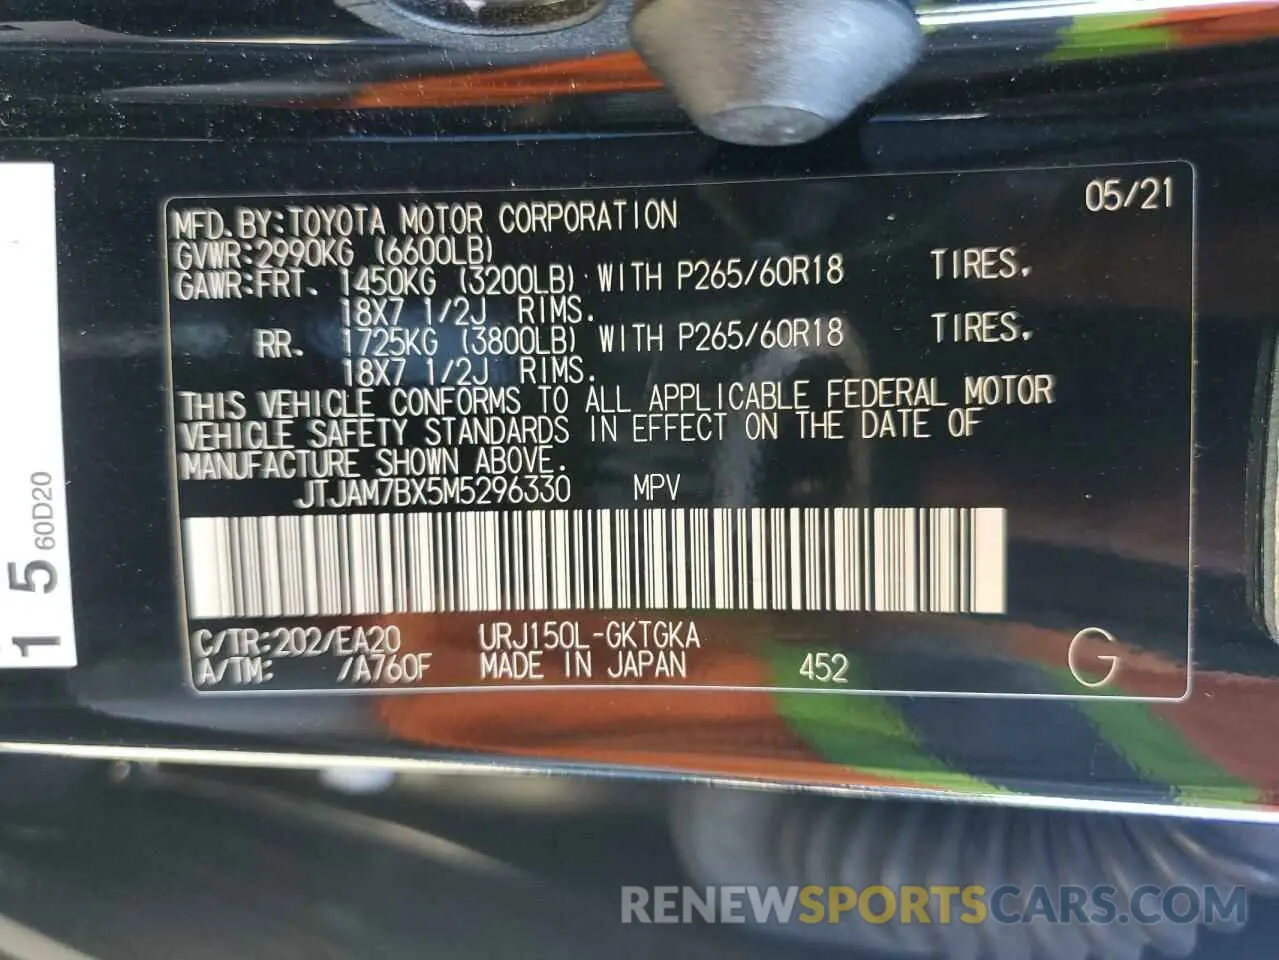 05/21
MFD.BY:TOYOTA MOTOR CORPORATION
GVWR:2990KG (6600LB)
GAWR:FRT. 1450KG (3200LB) WITH P265/60R18 TIRES.
18X7 1/2J RIMS.
RR. 1725KG (3800LB) WITH P265/60R18 TIRES.
18X7 1/2J RIMS.
THIS VEHICLE CONFORMS TO ALL APPLICABLE FEDERAL MOTOR
VEHICLE SAFETY STANDARDS IN EFFECT ON THE DATE OF
MANUFACTURE SHOWN ABOVE.
JTJAM7BX5M5296330 MPV
C/TR:202/EA20 URJ150L-GKTGKA
A/TM: /A760F MADE IN JAPAN 452 G
1 5 60D20
RENEWSPORTSCARS.COM